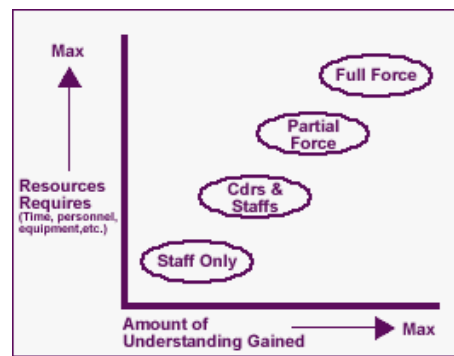 Max
Full Force
Partial
Force
Resources
Requires
(Time, personnel,
equipment,etc.)
Cdrs &
Staffs
Staff Only
Amount of
Understanding Gained
Max